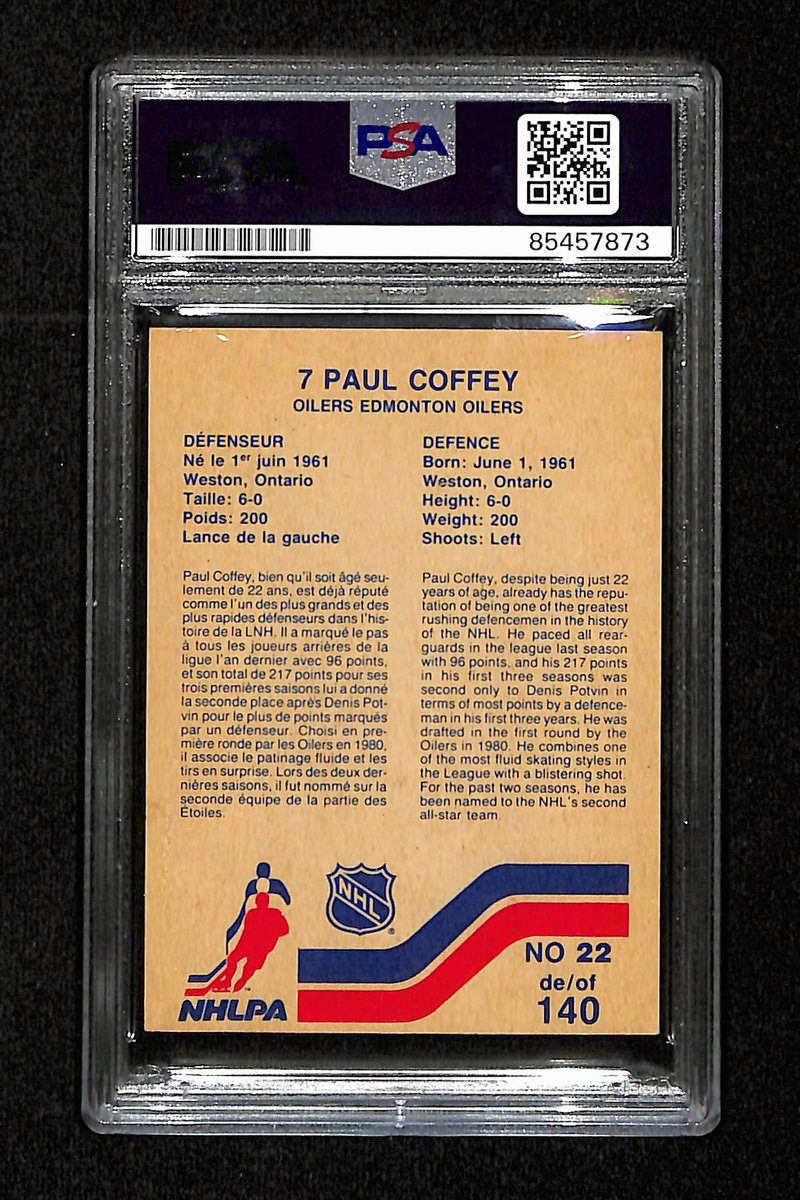 PSA
85457873
7 PAUL COFFEY
OILERS EDMONTON OILERS
DÉFENSEUR
Né le 1er juin 1961
Weston, Ontario
Taille: 6-0
Poids: 200
Lance de la gauche
Paul Coffey, bien qu'il soit âgé seu-
lement de 22 ans, est déjà réputé
comme l'un des plus grands et des
plus rapides défenseurs dans l'his-
toire de la LNH. Il a marqué le pas
à tous les joueurs arrières de la
ligue l'an dernier avec 96 points,
et son total de 217 points pour ses
trois premières saisons lui a donné
la seconde place après Denis Pot-
vin pour le plus de points marqués
par un défenseur. Choisi en pre-
mière ronde par les Oilers en 1980,
il associe le patinage fluide et les
tirs en surprise. Lors des deux der-
nières saisons, il fut nommé sur la
seconde équipe de la partie des
Étoiles.
DEFENCE
Born: June 1, 1961
Weston, Ontario
Height: 6-0
Weight: 200
Shoots: Left
Paul Coffey, despite being just 22
years of age, already has the repu-
tation of being one of the greatest
rushing defencemen in the history
of the NHL. He paced all rear-
guards in the league last season
with 96 points, and his 217 points
in his first three seasons was
second only to Denis Potvin in
terms of most points by a defence-
man in his first three years. He was
drafted in the first round by the
Oilers in 1980. He combines one
of the most fluid skating styles in
the League with a blistering shot.
For the past two seasons, he has
been named to the NHL's second
all-star team.
NHL
®
NHLPA
NO 22
de/of
140